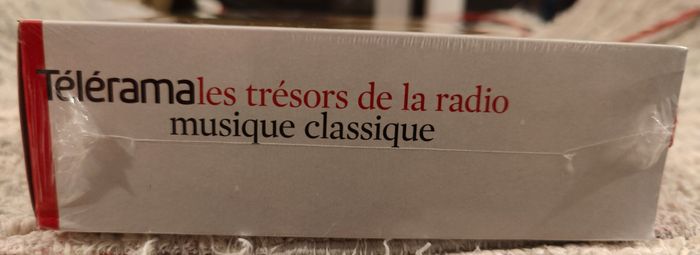 Téléramales trésors de la radio
musique classique